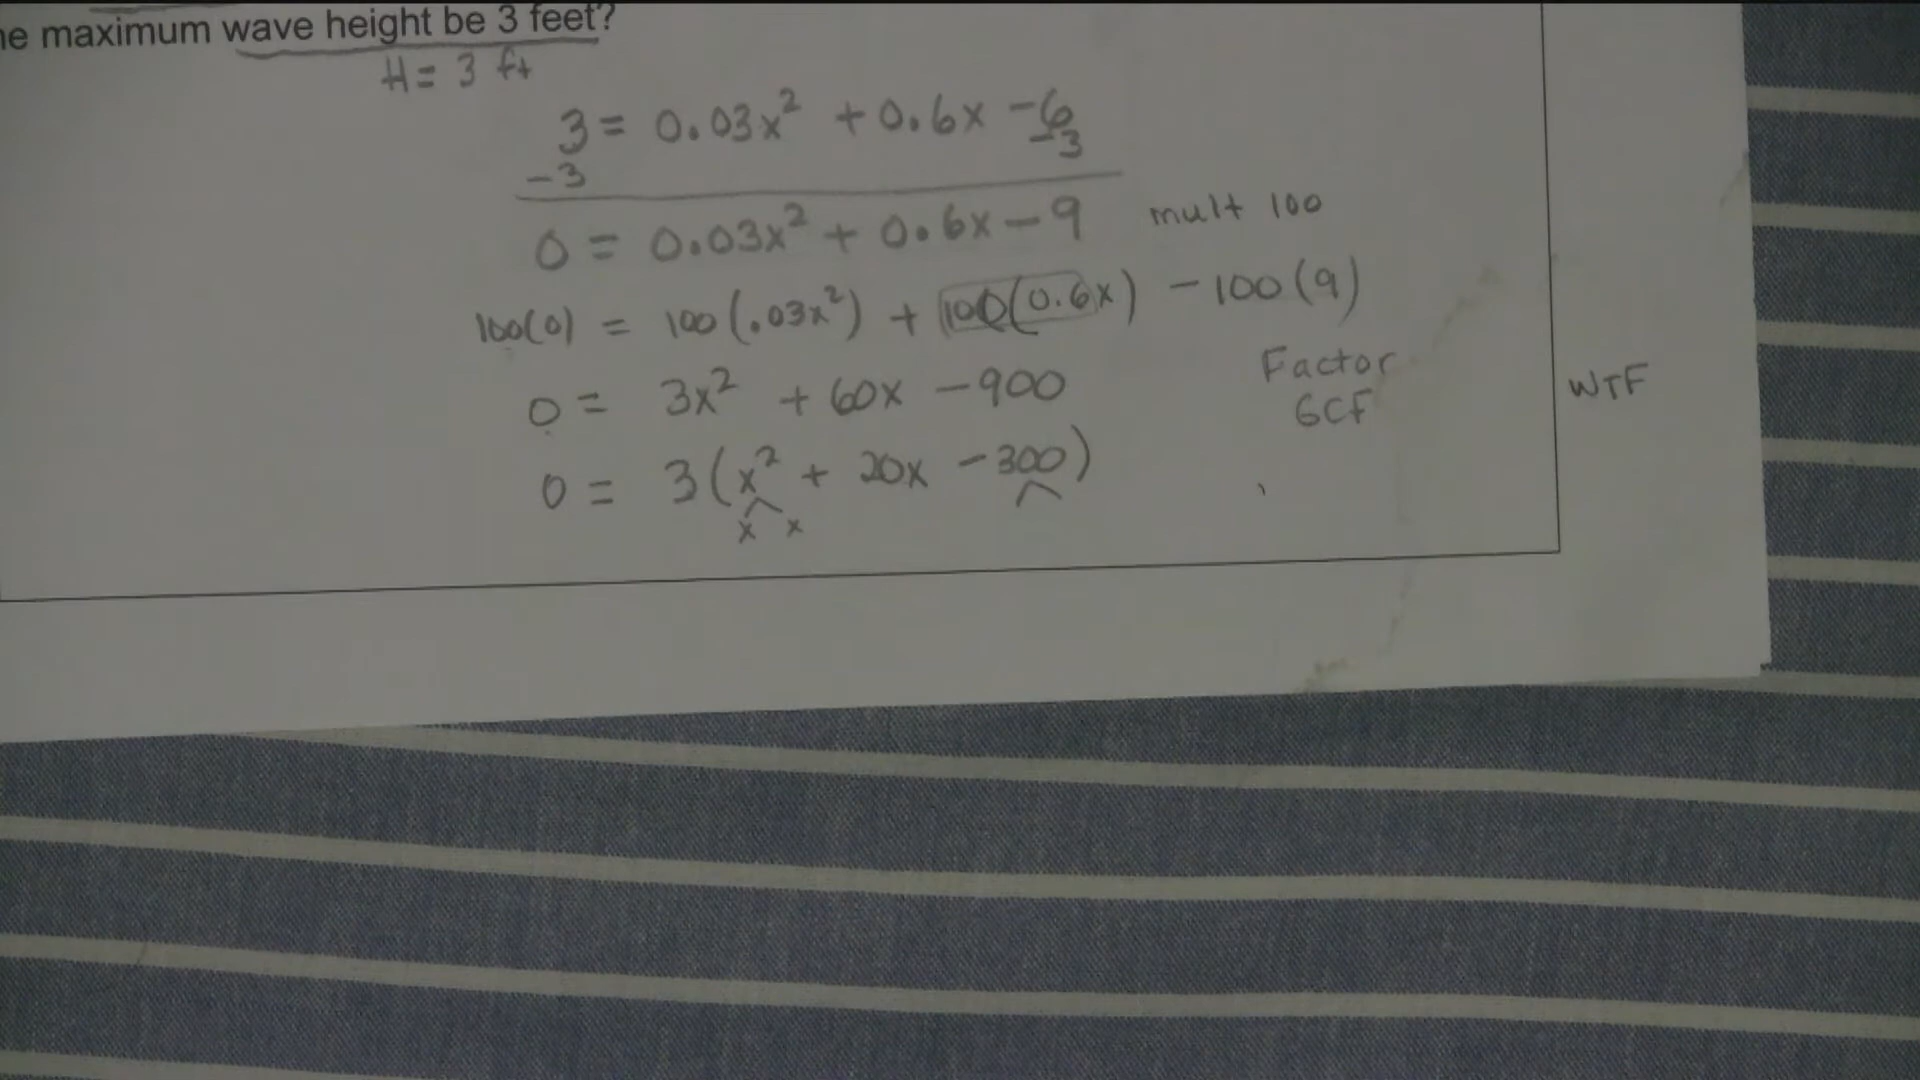 he maximum wave height be 3 feet?
H = 3 ft
3 = 0.03x² + 0.6x - 6
-3 -3
0 = 0.03x² + 0.6x - 9 mult 100
100(0) = 100(.03x²) + 100(0.6x) - 100(9)
0 = 3x² + 60x - 900 Factor
GCF
WTF
0 = 3(x² + 20x - 300)
x x